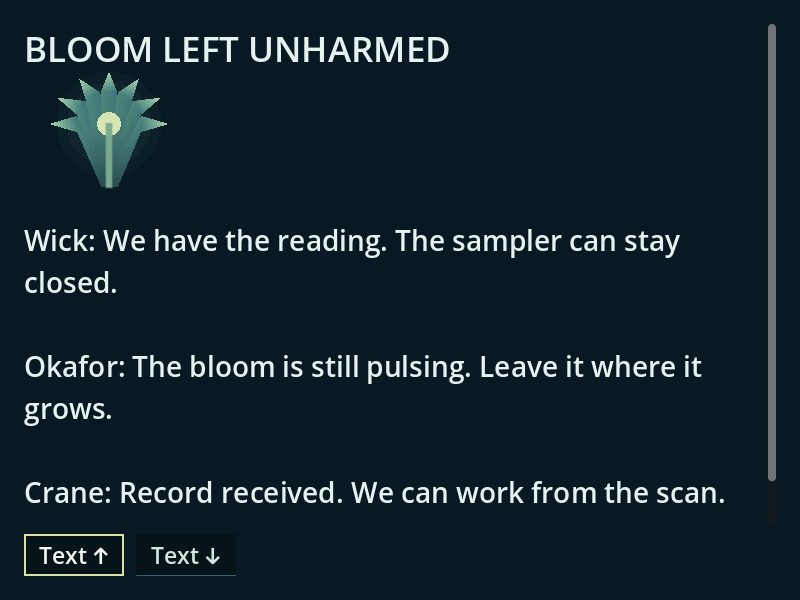 BLOOM LEFT UNHARMED
Wick: We have the reading. The sampler can stay
closed.
Okafor: The bloom is still pulsing. Leave it where it
grows.
Crane: Record received. We can work from the scan.
Text ↑
Text ↓